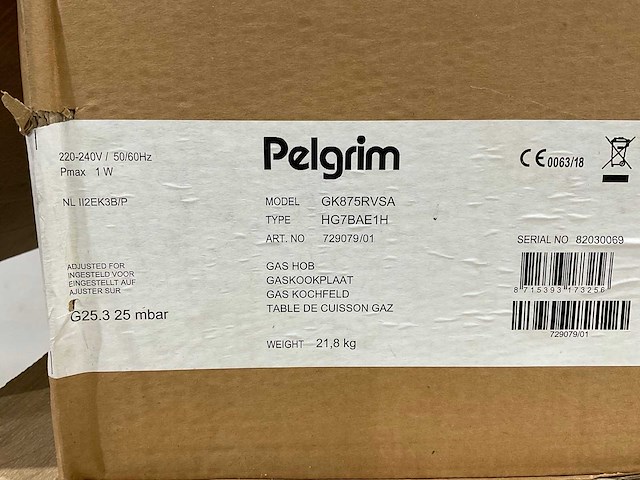 220-240V / 50/60Hz
Pmax 1 W
NL II2EK3B/P
Pelgrim
CE 0063/18
MODEL GK875RVSA
TYPE HG7BAE1H
ART. NO 729079/01
SERIAL NO 82030069
ADJUSTED FOR
INGESTELD VOOR
EINGESTELLT AUF
AJUSTER SUR
G25.3 25 mbar
GAS HOB
GASKOOKPLAAT
GAS KOCHFELD
TABLE DE CUISSON GAZ
WEIGHT 21,8 kg
8 715393 173256
729079/01